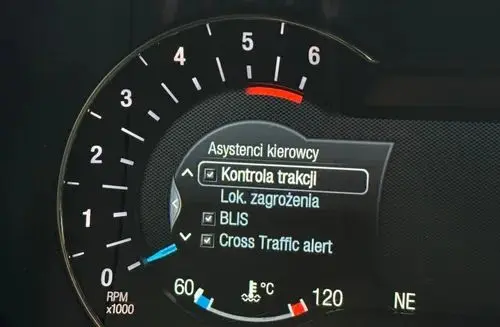 5
6
4
3
2
1
0
RPM
x1000
Asystenci kierowcy
Kontrola trakcji
Lok. zagrożenia
BLIS
Cross Traffic alert
60
°C
120
NE